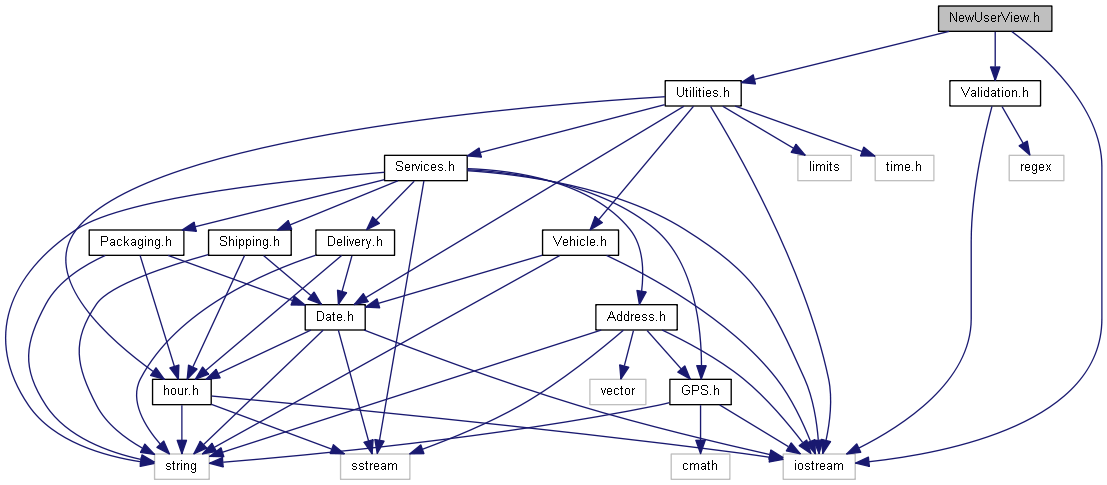 NewUserView.h
Utilities.h
Validation.h
Services.h
limits
time.h
regex
Packaging.h
Shipping.h
Delivery.h
Vehicle.h
Date.h
Address.h
hour.h
vector
GPS.h
string
sstream
cmath
iostream